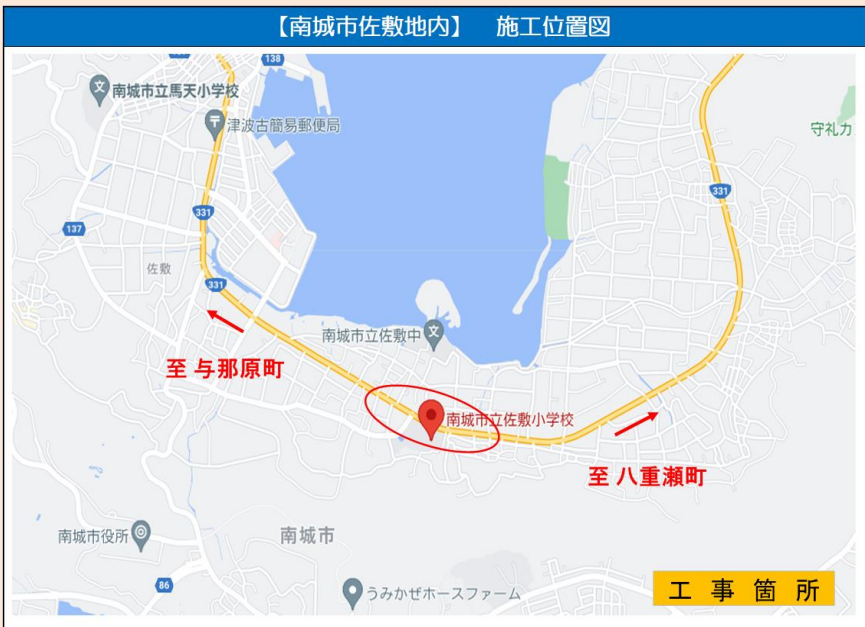 【南城市佐敷地内】　施工位置図
138
南城市立馬天小学校
津波古簡易郵便局
守礼カ
331
331
137
佐敷
331
南城市立佐敷中
至 与那原町
南城市立佐敷小学校
至 八重瀬町
南城市役所
南城市
86
うみかぜホースファーム
工事箇所